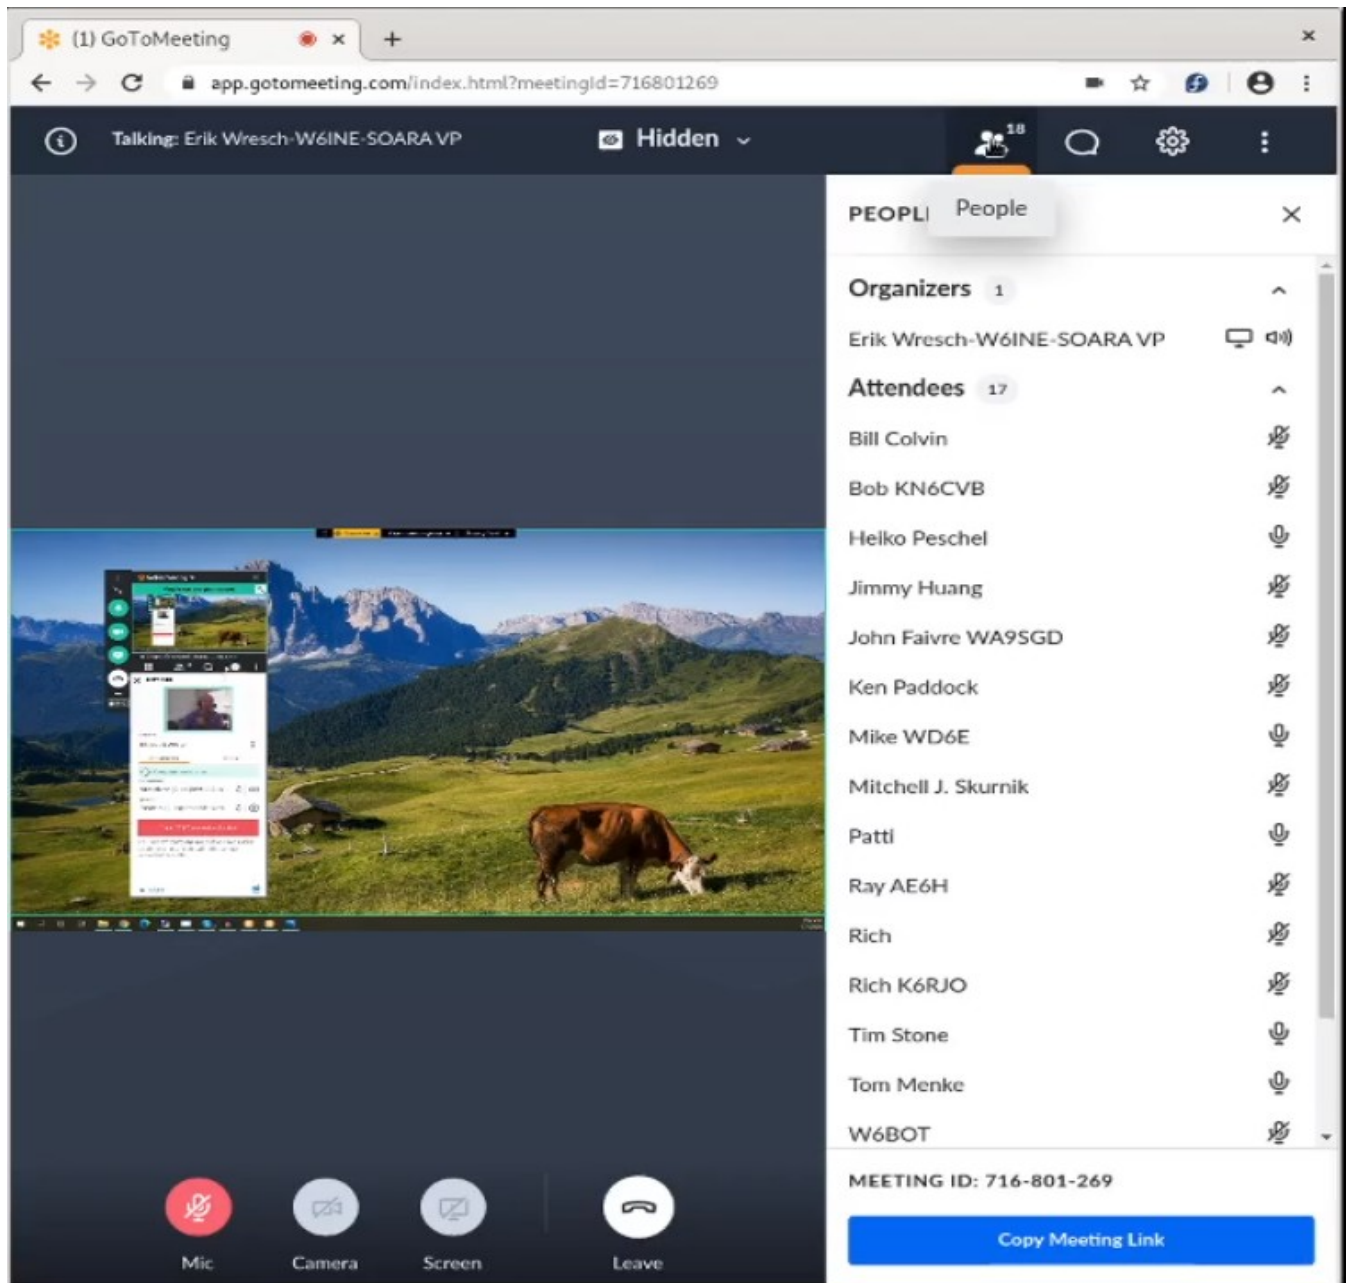 (1) GoToMeeting
app.gotomeeting.com/index.html?meetingId=716801269
Talking: Erik Wresch-W6INE-SOARA VP
Hidden
18
PEOPL
People
Organizers 1
Erik Wresch-W6INE-SOARA VP
Attendees 17
Bill Colvin
Bob KN6CVB
Heiko Peschel
Jimmy Huang
John Faivre WA9SGD
Ken Paddock
Mike WD6E
Mitchell J. Skurnik
Patti
Ray AE6H
Rich
Rich K6RJO
Tim Stone
Tom Menke
W6BOT
MEETING ID: 716-801-269
Copy Meeting Link
Mic
Camera
Screen
Leave